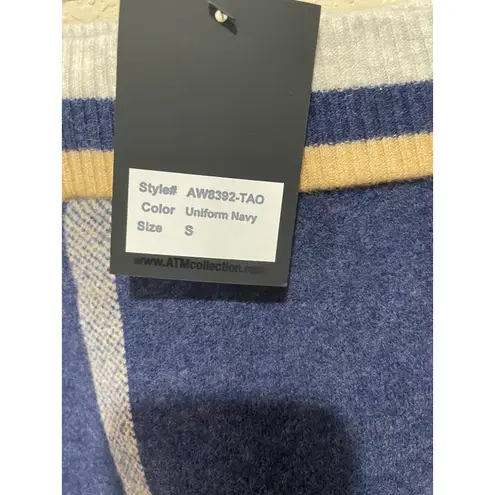 Style# AW8392-TAO
Color Uniform Navy
Size S
www.ATMcollection.com